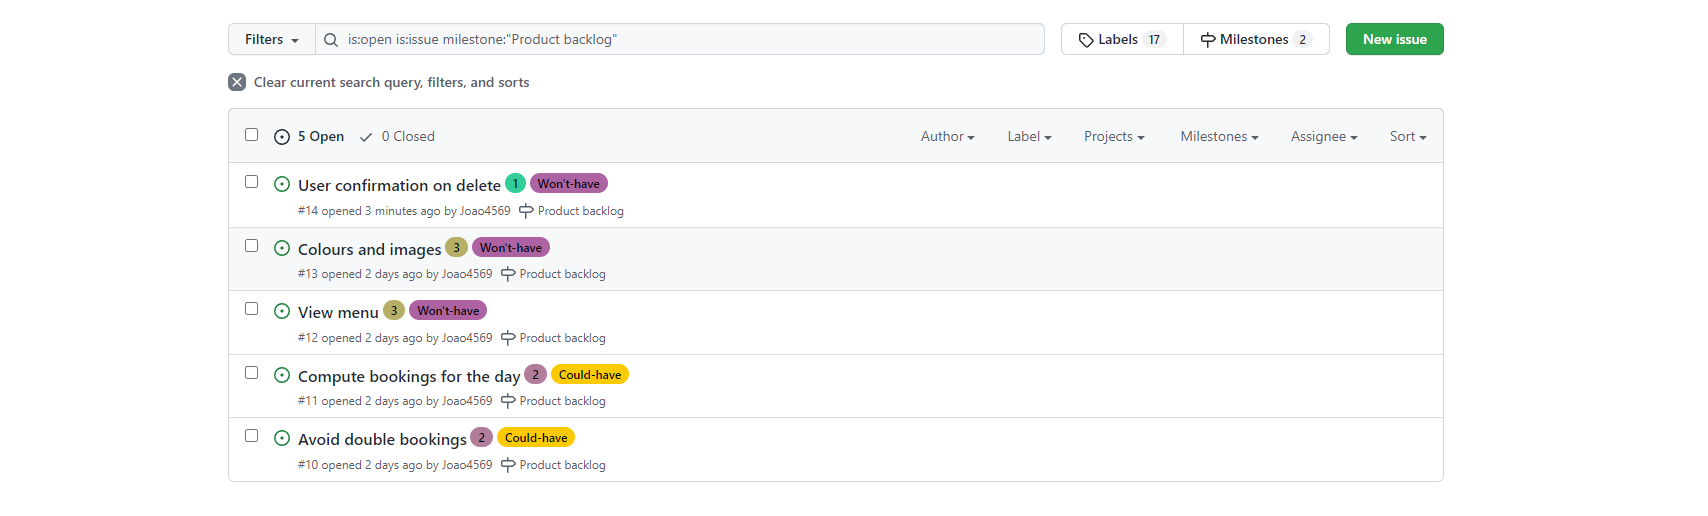 Filters is:open is:issue milestone:"Product backlog" Labels 17 Milestones 2 New issue
Clear current search query, filters, and sorts
5 Open 0 Closed Author Label Projects Milestones Assignee Sort
User confirmation on delete 1 Won't-have
#14 opened 3 minutes ago by Joao4569 Product backlog
Colours and images 3 Won't-have
#13 opened 2 days ago by Joao4569 Product backlog
View menu 3 Won't-have
#12 opened 2 days ago by Joao4569 Product backlog
Compute bookings for the day 2 Could-have
#11 opened 2 days ago by Joao4569 Product backlog
Avoid double bookings 2 Could-have
#10 opened 2 days ago by Joao4569 Product backlog